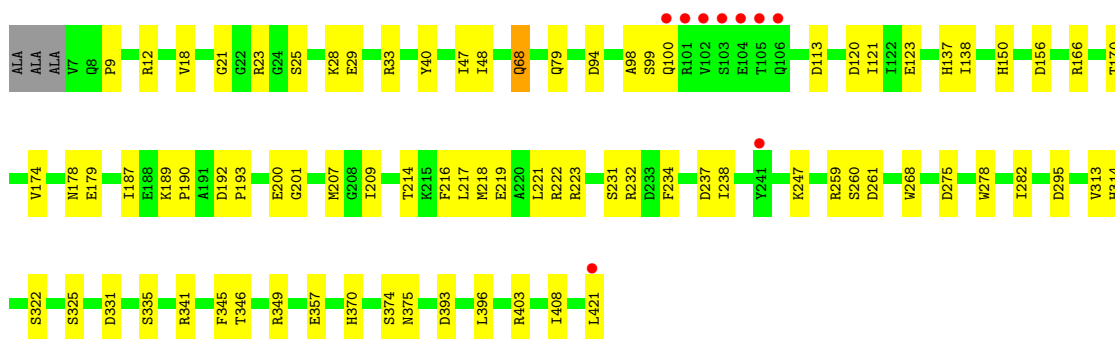 ALA ALA ALA V7 Q8 P9 R12 V18 G21 G22 R23 G24 S25 K28 E29 R33 Y40 I47 I48 Q68 Q79 D94 A98 S99 Q100 R101 V102 S103 E104 T105 Q106 D113 D120 I121 I122 E123 H137 I138 H150 D156 R166 T170
V174 N178 E179 I187 E188 K189 P190 A191 D192 P193 E200 G201 M207 G208 I209 T214 K215 F216 L217 M218 E219 A220 L221 R222 R223 S231 R232 D233 F234 D237 I238 Y241 K247 R259 S260 D261 W268 D275 W278 I282 D295 V313 H314
S322 S325 D331 S335 R341 F345 T346 R349 E357 H370 S374 N375 D393 L396 R403 I408 L421